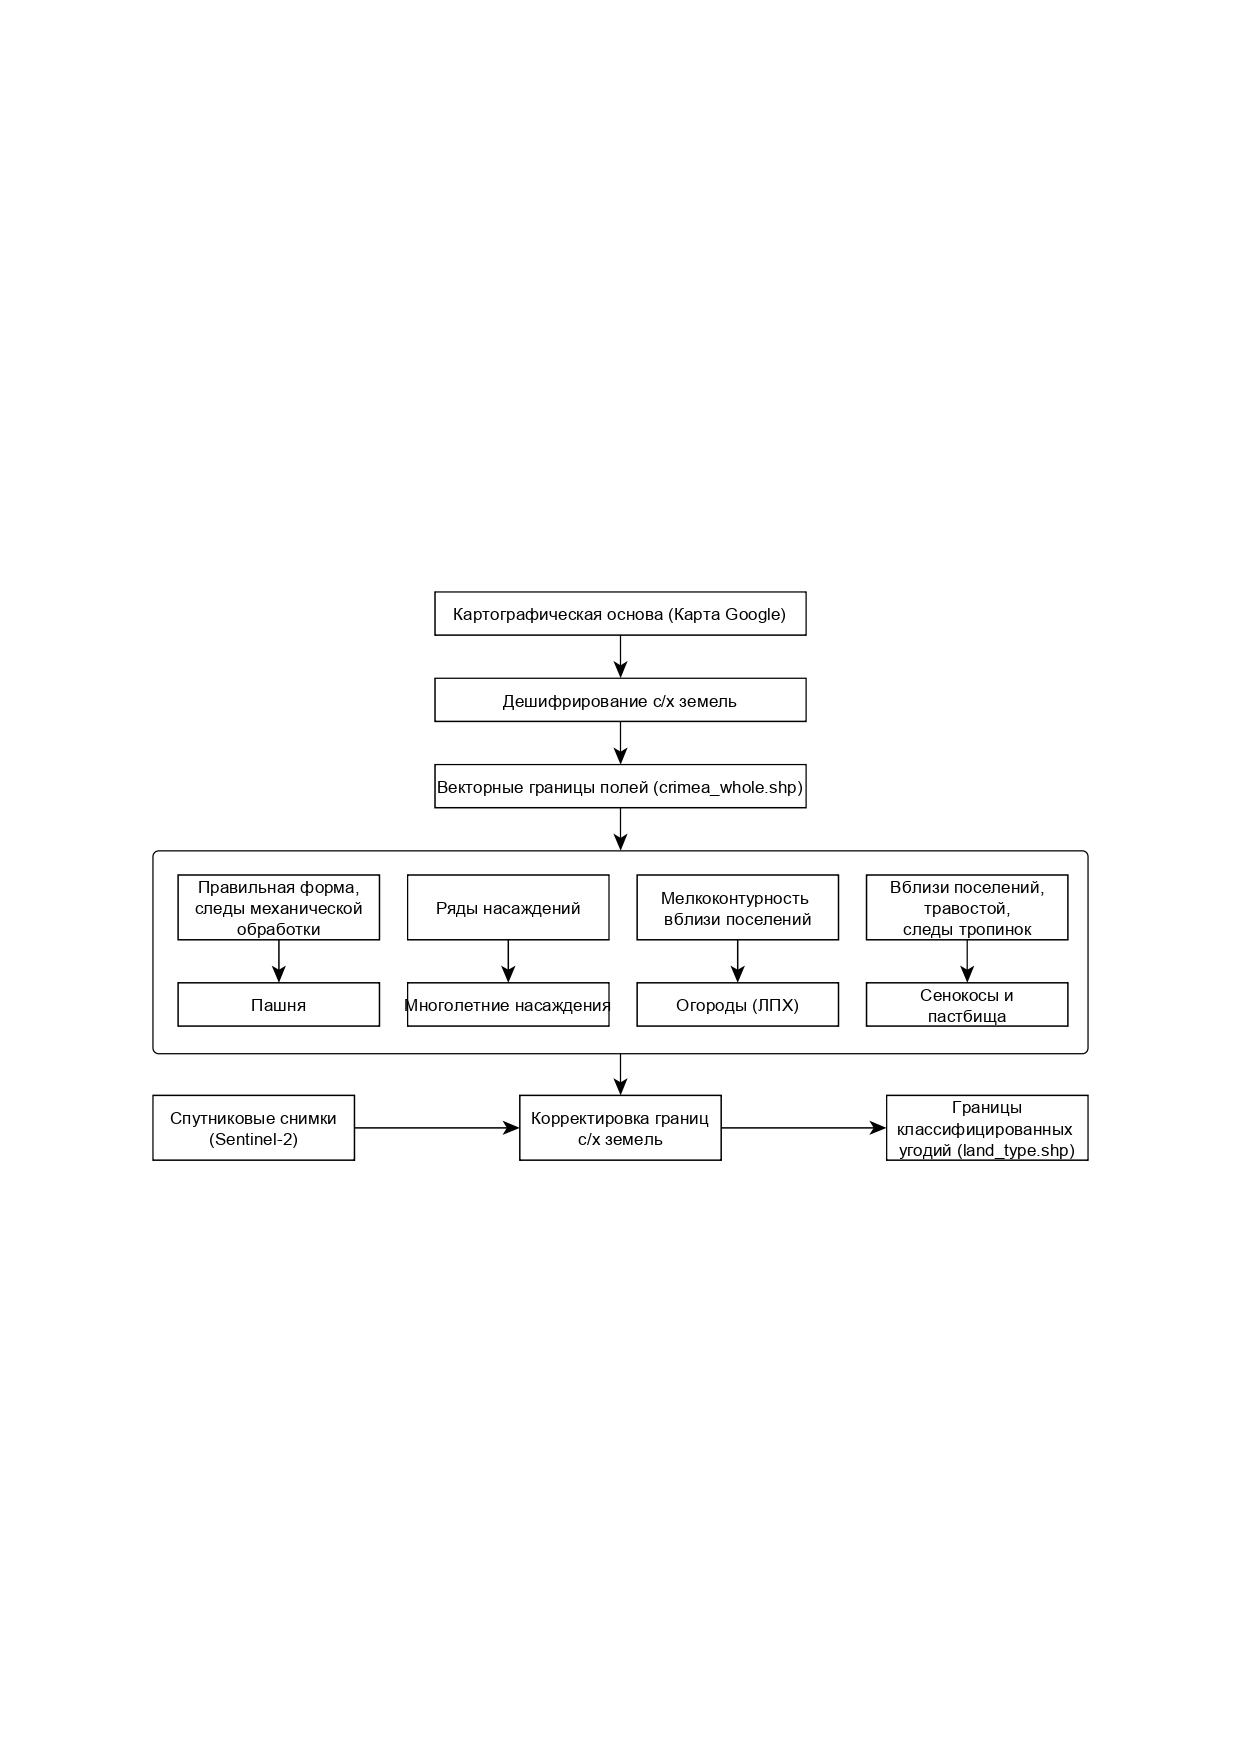 Картографическая основа (Карта Google)
Дешифрирование с/х земель
Векторные границы полей (crimea_whole.shp)
Правильная форма,
следы механической
обработки
Ряды насаждений
Мелкоконтурность
вблизи поселений
Вблизи поселений,
травостой,
следы тропинок
Пашня
Многолетние насаждения
Огороды (ЛПХ)
Сенокосы и
пастбища
Спутниковые снимки
(Sentinel-2)
Корректировка границ
с/х земель
Границы
классифицированных
угодий (land_type.shp)